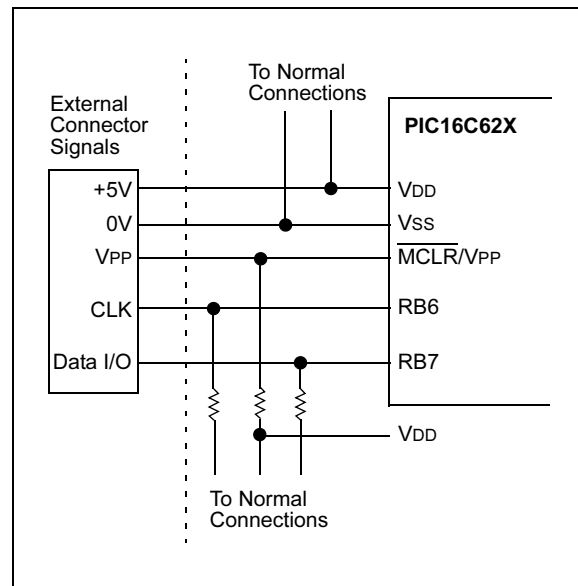 To Normal
Connections
External
Connector
Signals
PIC16C62X
+5V
VDD
0V
VSS
VPP
MCLR/VPP
CLK
RB6
Data I/O
RB7
VDD
To Normal
Connections